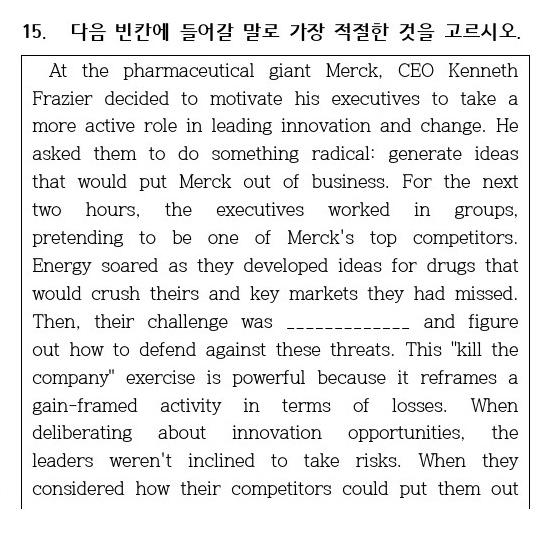 15. 다음 빈칸에 들어갈 말로 가장 적절한 것을 고르시오.
At the pharmaceutical giant Merck, CEO Kenneth
Frazier decided to motivate his executives to take a
more active role in leading innovation and change. He
asked them to do something radical: generate ideas
that would put Merck out of business. For the next
two hours, the executives worked in groups,
pretending to be one of Merck's top competitors.
Energy soared as they developed ideas for drugs that
would crush theirs and key markets they had missed.
Then, their challenge was _____________ and figure
out how to defend against these threats. This "kill the
company" exercise is powerful because it reframes a
gain-framed activity in terms of losses. When
deliberating about innovation opportunities, the
leaders weren't inclined to take risks. When they
considered how their competitors could put them out